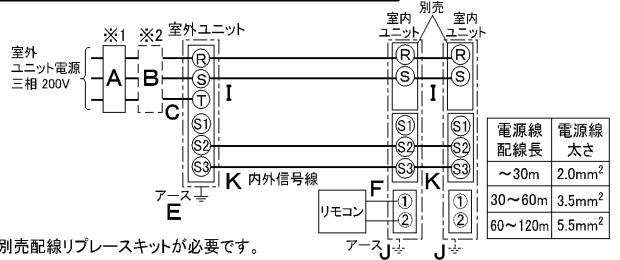 ※1
※2
室外ユニット
別売
室内
ユニット
室内
ユニット
室外
ユニット電源
三相 200V
A
B
C
R
S
T
S1
S2
S3
I
R
S
S1
S2
S3
I
R
S
S1
S2
S3
K 内外信号線
K
アース
E
F
リモコン
①
②
①
②
アース
J
J
電源線
配線長
電源線
太さ
～30m
2.0mm²
30～60m
3.5mm²
60～120m
5.5mm²
別売配線リプレースキットが必要です。